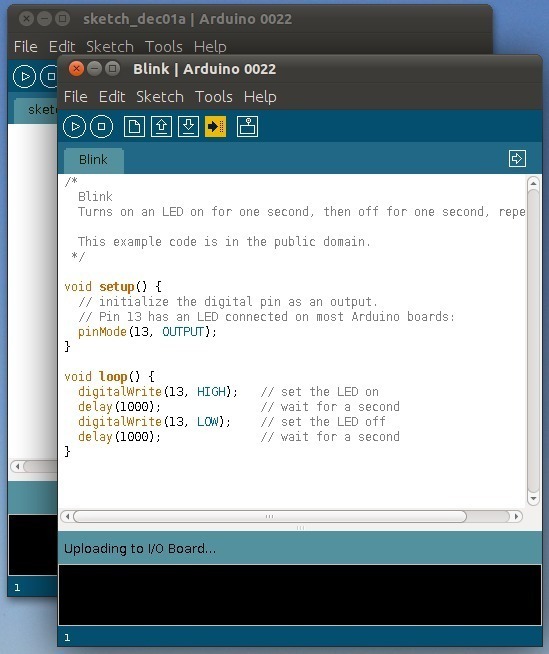 sketch_dec01a | Arduino 0022
File Edit Sketch Tools Help
sket
1
Blink | Arduino 0022
File Edit Sketch Tools Help
Blink
/*
  Blink
  Turns on an LED on for one second, then off for one second, repe

  This example code is in the public domain.
 */

void setup() {
  // initialize the digital pin as an output.
  // Pin 13 has an LED connected on most Arduino boards:
  pinMode(13, OUTPUT);
}

void loop() {
  digitalWrite(13, HIGH);   // set the LED on
  delay(1000);              // wait for a second
  digitalWrite(13, LOW);    // set the LED off
  delay(1000);              // wait for a second
}
Uploading to I/O Board...
1